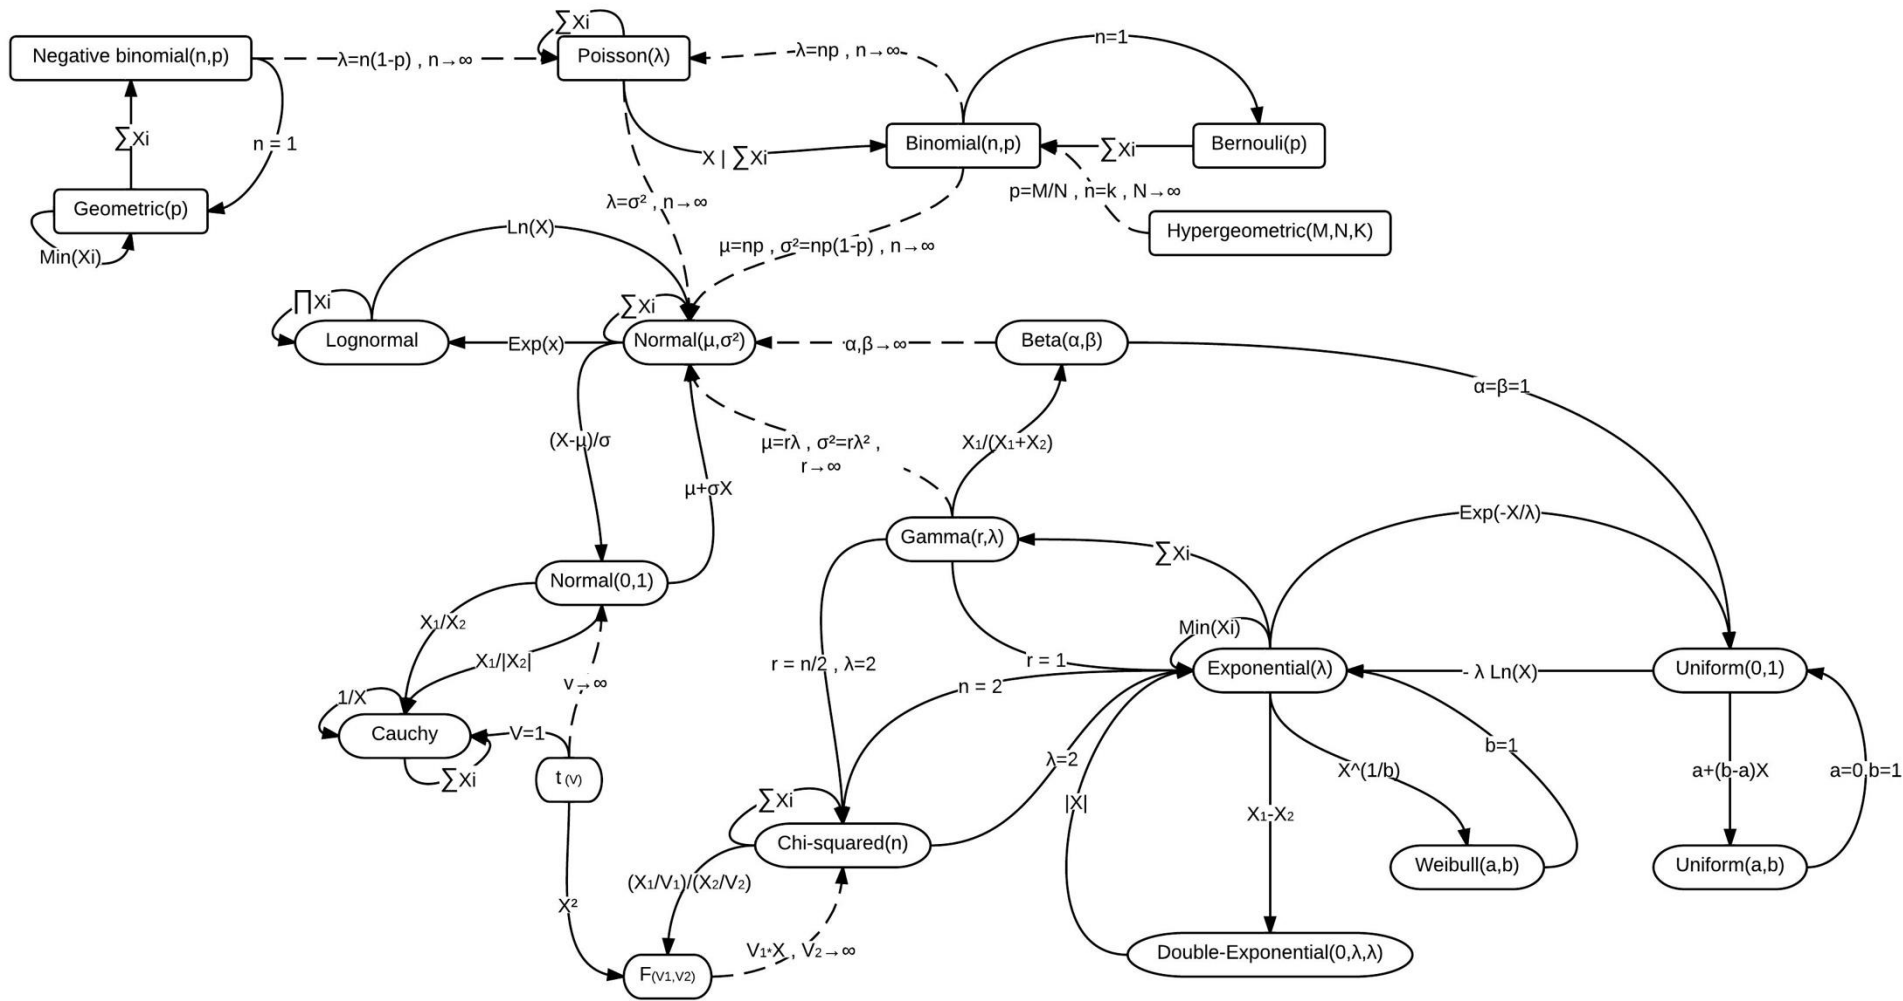 ∑Xi
n=1
Negative binomial(n,p)
λ=n(1-p) , n→∞
Poisson(λ)
λ=np , n→∞
∑Xi
n = 1
X | ∑Xi
Binomial(n,p)
∑Xi
Bernouli(p)
p=M/N , n=k , N→∞
Geometric(p)
λ=σ² , n→∞
Hypergeometric(M,N,K)
Min(Xi)
Ln(X)
μ=np , σ²=np(1-p) , n→∞
∏Xi
∑Xi
Lognormal
Exp(x)
Normal(μ,σ²)
α,β→∞
Beta(α,β)
α=β=1
(X-μ)/σ
μ=rλ , σ²=rλ² ,
r→∞
X1/(X1+X2)
μ+σX
Exp(-X/λ)
Gamma(r,λ)
∑Xi
Normal(0,1)
X1/X2
Min(Xi)
X1/|X2|
r = n/2 , λ=2
r = 1
Exponential(λ)
- λ Ln(X)
Uniform(0,1)
v→∞
n = 2
1/X
Cauchy
V=1
∑Xi
t (V)
λ=2
b=1
X^(1/b)
a+(b-a)X
a=0,b=1
∑Xi
|X|
X1-X2
Chi-squared(n)
Weibull(a,b)
Uniform(a,b)
(X1/V1)/(X2/V2)
X²
V1*X , V2→∞
Double-Exponential(0,λ,λ)
F(V1,V2)